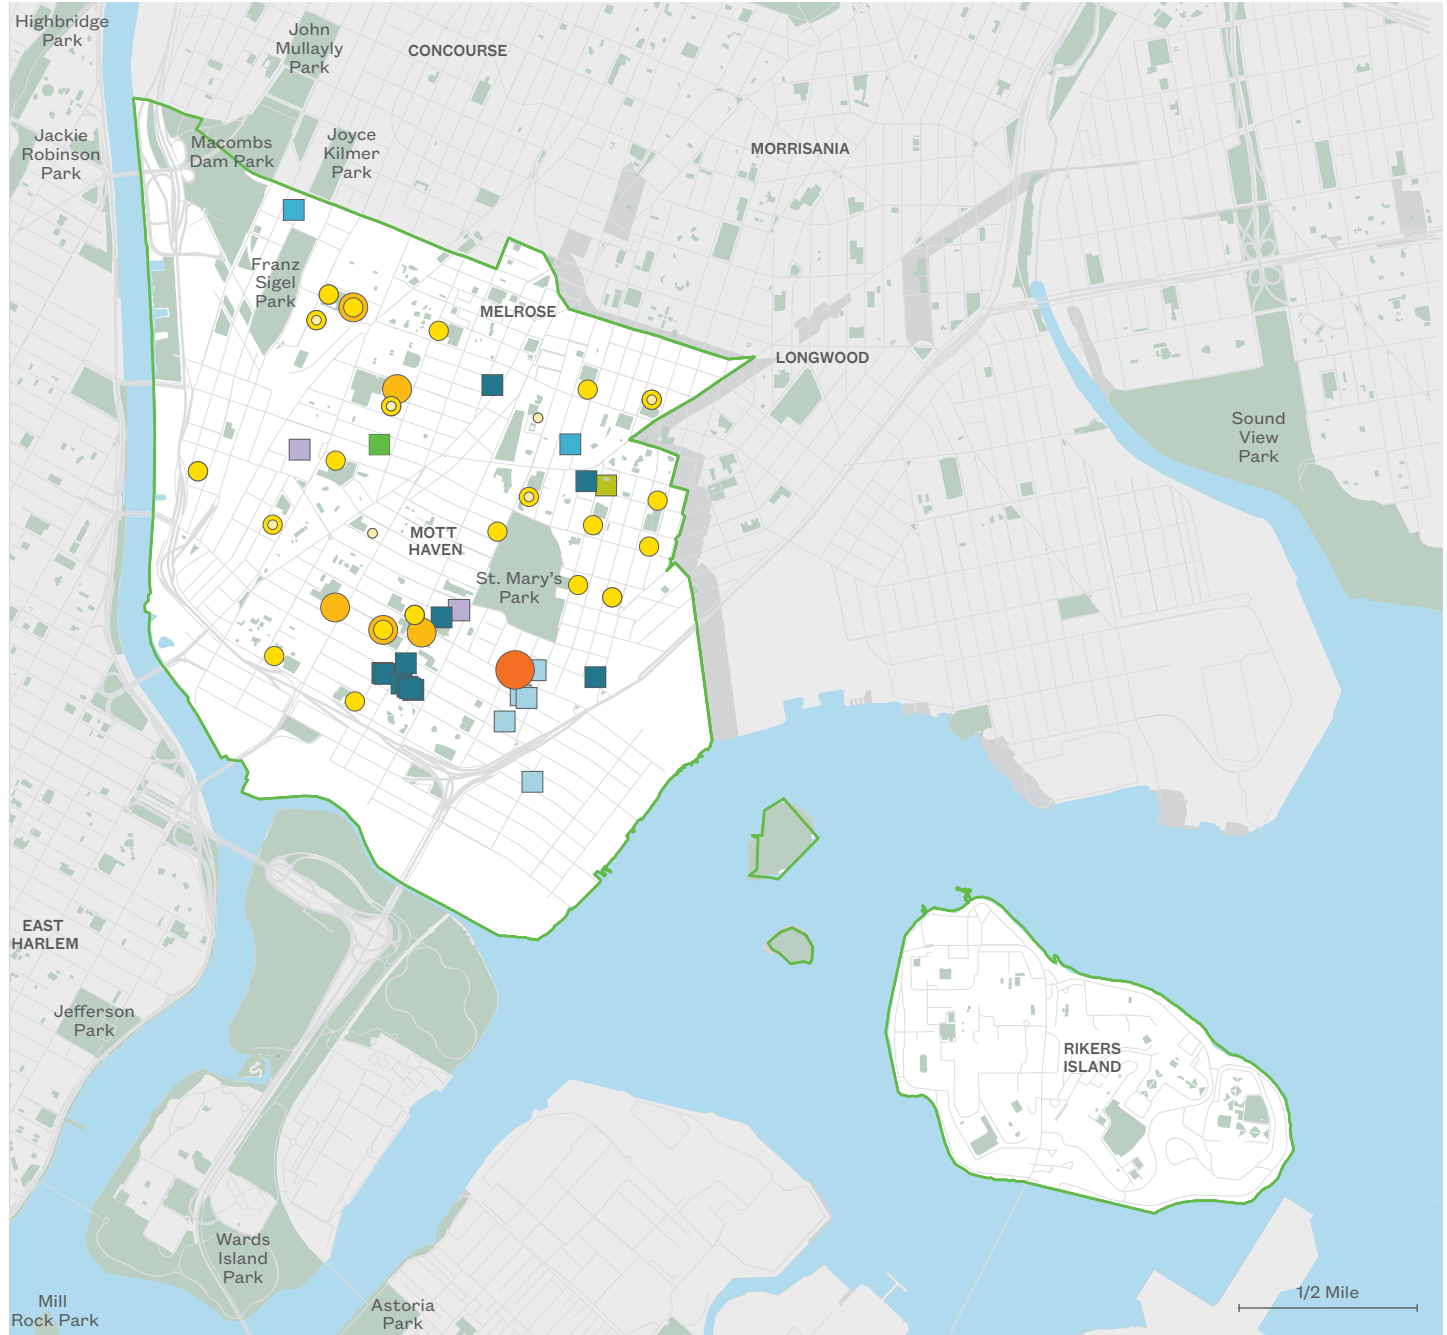 Highbridge
Park
John
Mullayly
Park
CONCOURSE
Jackie
Robinson
Park
Macombs
Dam Park
Joyce
Kilmer
Park
MORRISANIA
Franz
Sigel
Park
MELROSE
LONGWOOD
Sound
View
Park
MOTT
HAVEN
St. Mary's
Park
EAST
HARLEM
Jefferson
Park
RIKERS
ISLAND
Wards
Island
Park
Mill
Rock Park
Astoria
Park
1/2 Mile